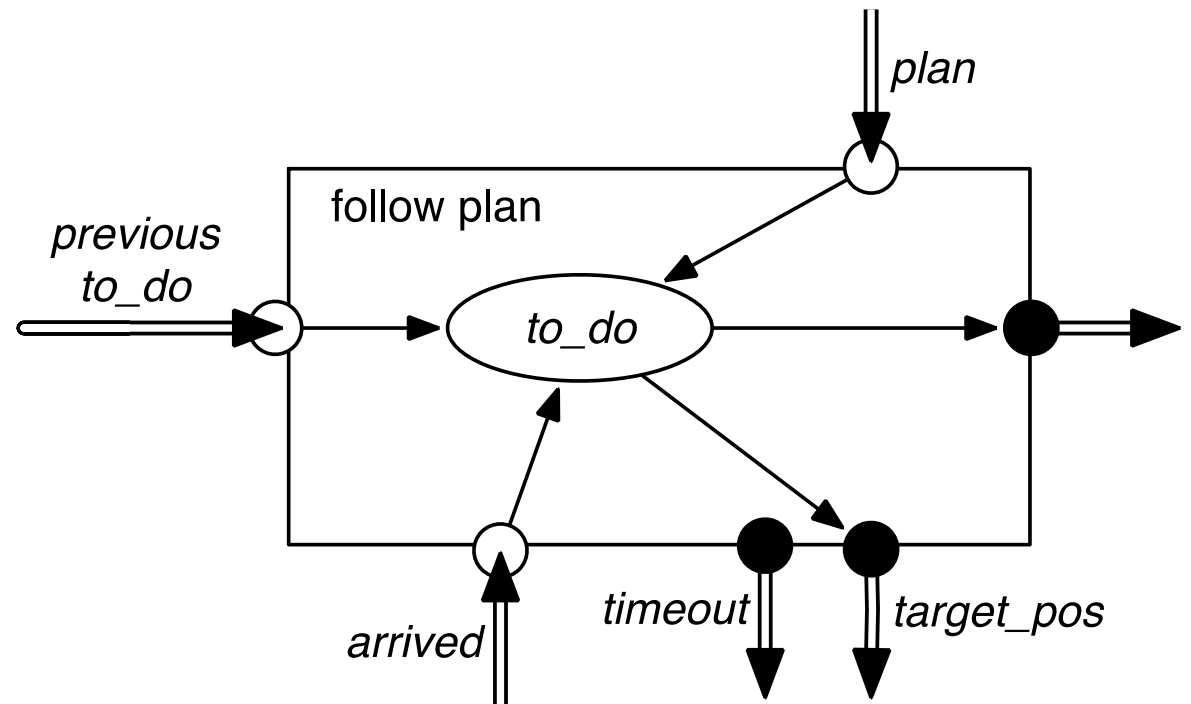 plan
follow plan
previous
to_do
to_do
timeout
target_pos
arrived